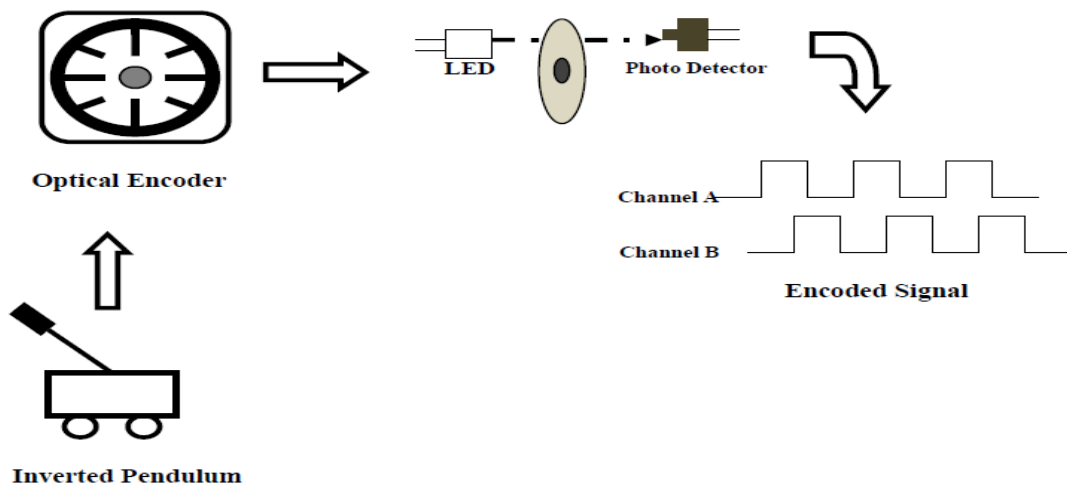 LED
Photo Detector
Optical Encoder
Channel A
Channel B
Encoded Signal
Inverted Pendulum